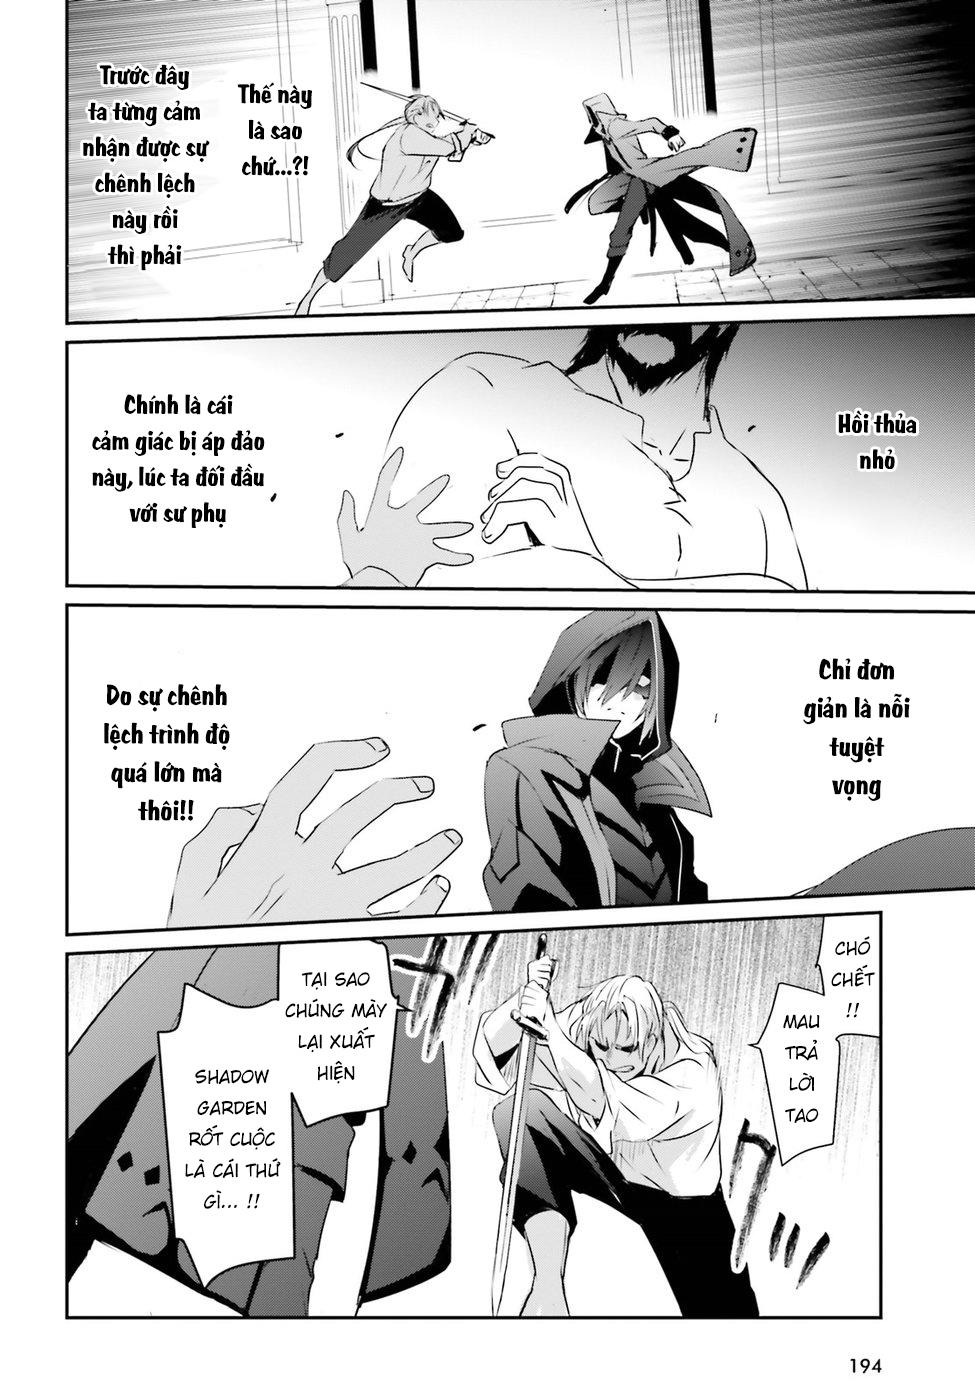 Thế này
là sao
chứ...?!
Trước đây
ta từng cảm
nhận được sự
chênh lệch
này rồi
thì phải
Hồi thủa
nhỏ
Chính là cái
cảm giác bị áp đảo
này, lúc ta đối đầu
với sư phụ
Chỉ đơn
giản là nỗi
tuyệt
vọng
Do sự chênh
lệch trình độ
quá lớn mà
thôi!!
CHÓ
CHẾT
!!
MAU
TRẢ
LỜI
TAO
TẠI SAO
CHÚNG MÀY
LẠI XUẤT
HIỆN
SHADOW
GARDEN
RỐT CUỘC
LÀ CÁI THỨ
GÌ... !!
194